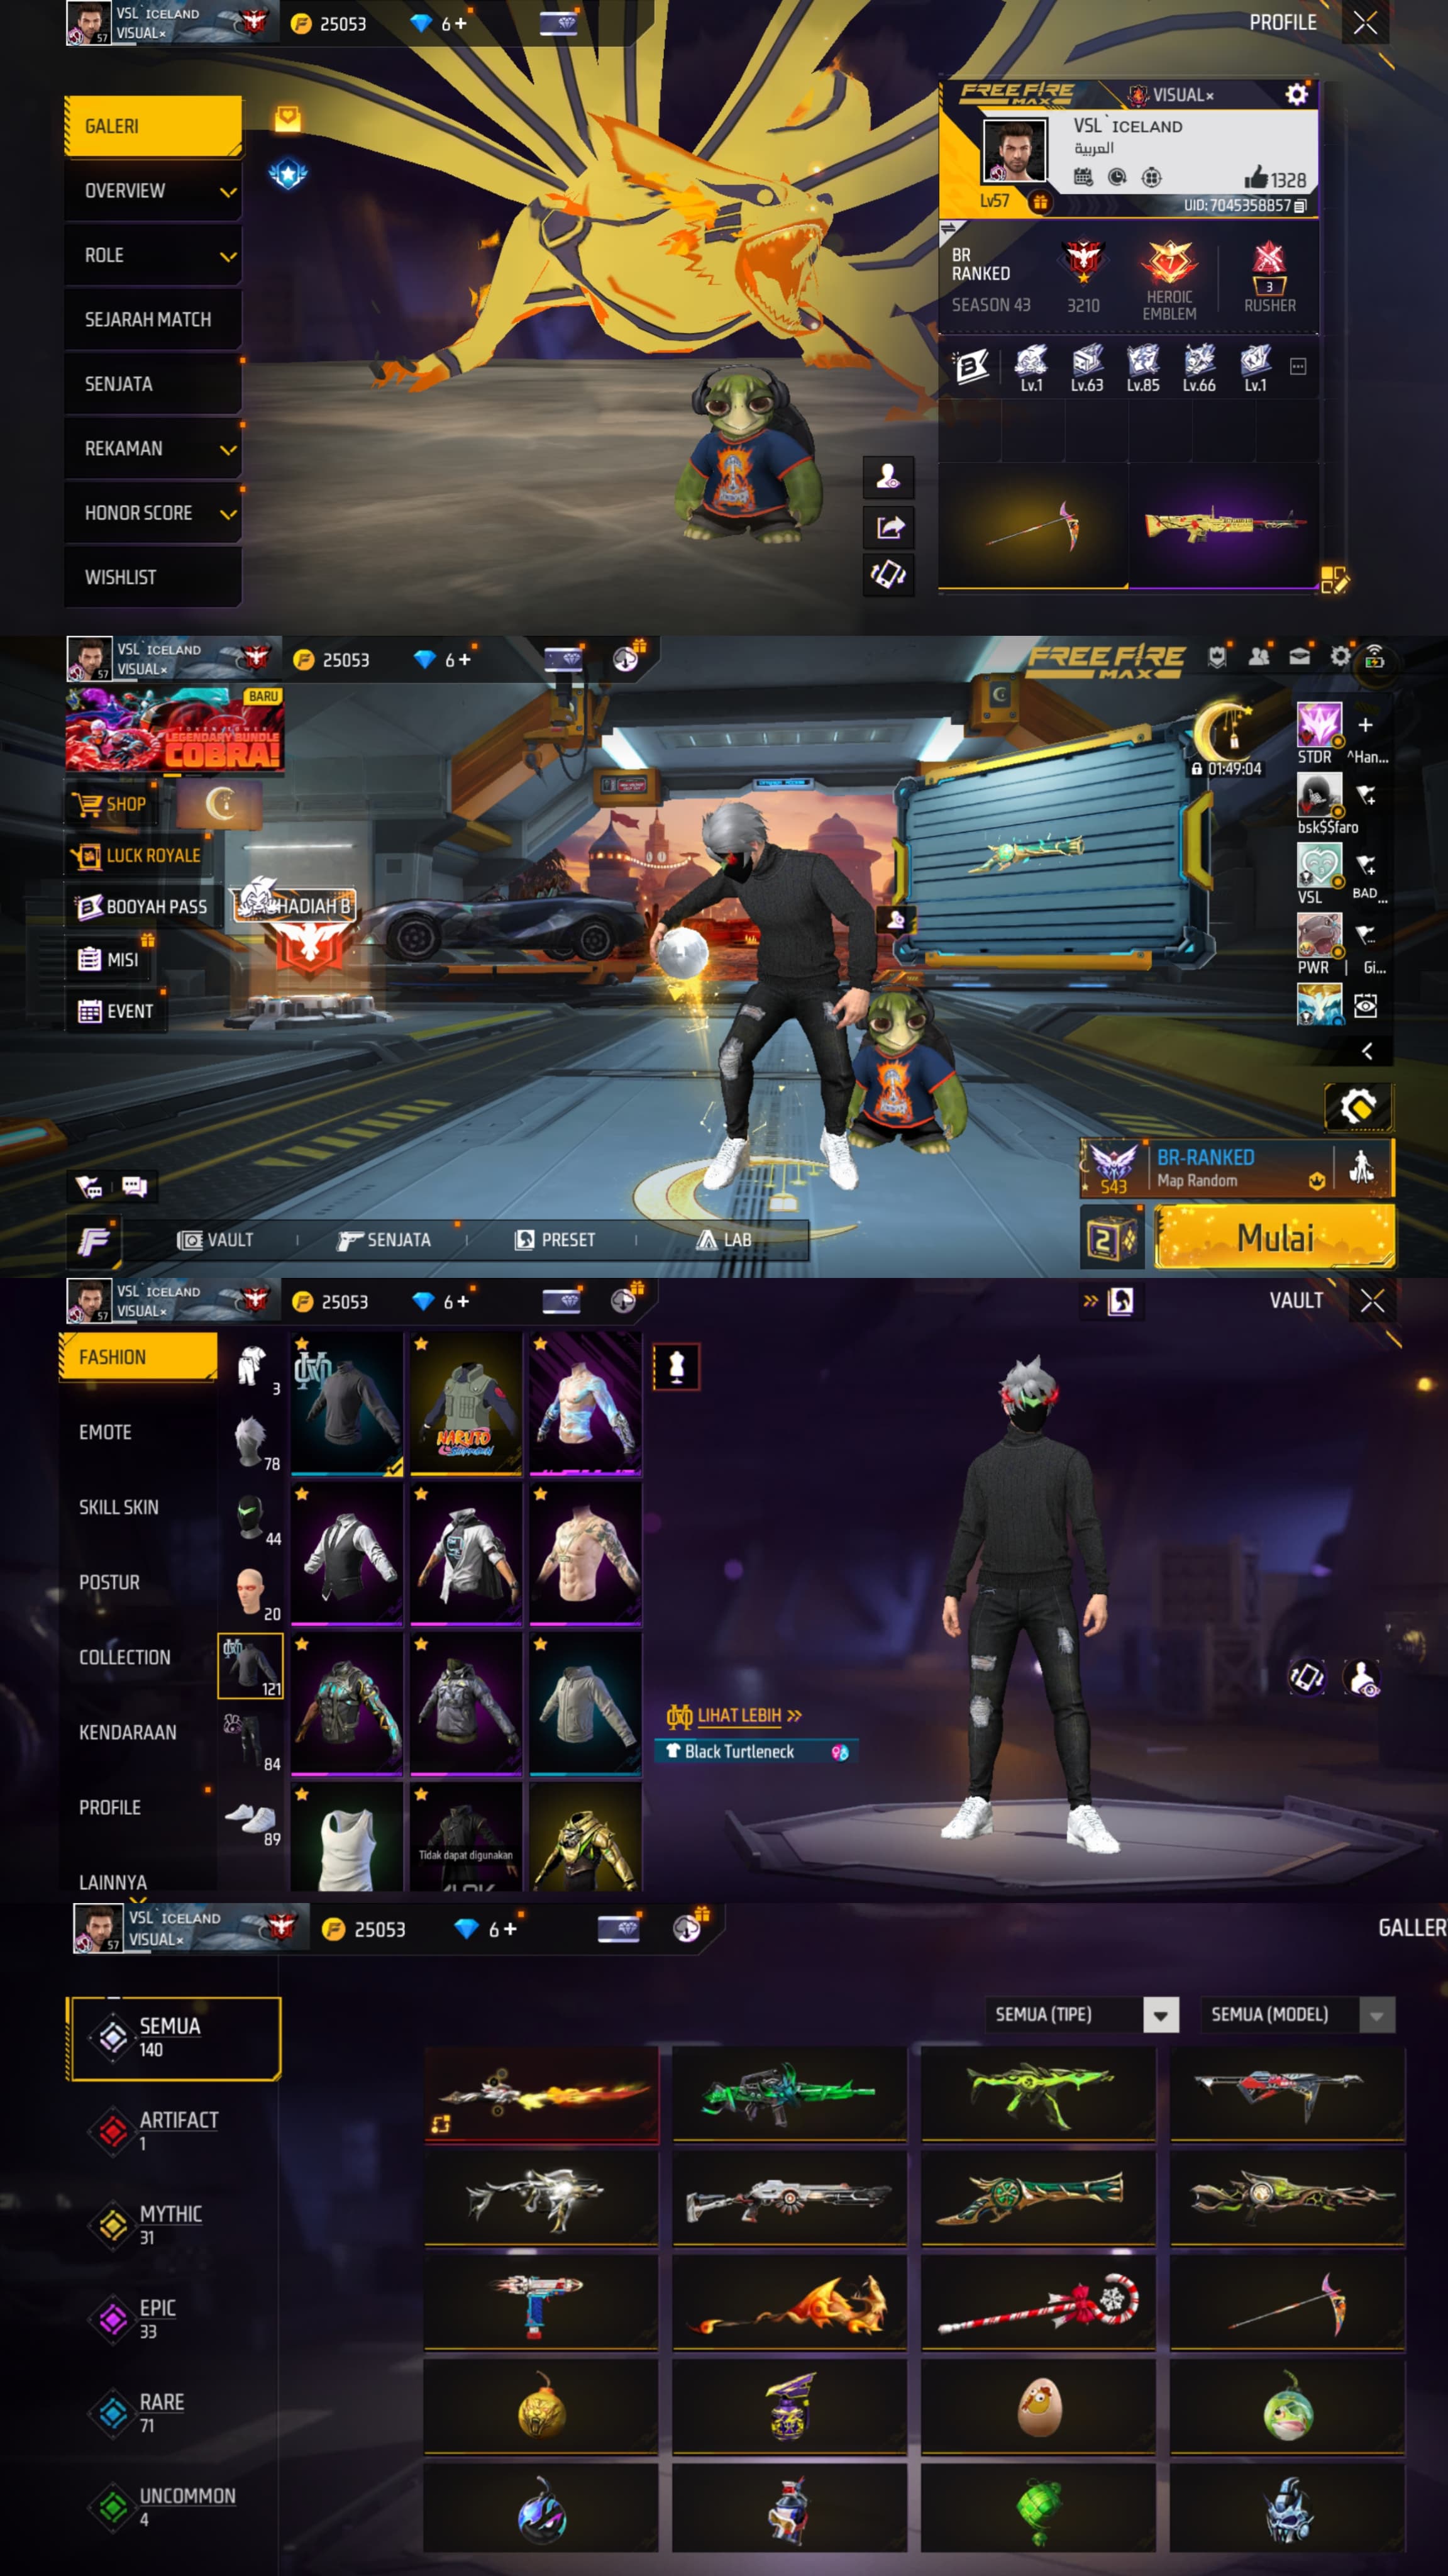 VSL ICELAND
VISUAL×
57
25053
6+
PROFILE
GALERI
OVERVIEW
ROLE
SEJARAH MATCH
SENJATA
REKAMAN
HONOR SCORE
WISHLIST
FREE FIRE
MAX
VISUAL×
VSL`ICELAND
العربية
1328
Lv57
UID:7045358857
BR
RANKED
SEASON 43
3210
HEROIC
EMBLEM
3
RUSHER
Lv.1
Lv.63
Lv.85
Lv.66
Lv.1
VSL`ICELAND
VISUAL×
57
25053
6+
FREE FIRE
MAX
BARU
LEGENDARY BUNDLE
COBRA!
SHOP
LUCK ROYALE
BOOYAH PASS
HADIAH B
MISI
EVENT
01:49:04
STDR ^Han...
bsk$$faro
VSL BAD...
PWR | Gi...
BR-RANKED
Map Random
S43
2
Mulai
VAULT
SENJATA
PRESET
LAB
VSL`ICELAND
VISUAL×
57
25053
6+
VAULT
FASHION
EMOTE
SKILL SKIN
POSTUR
COLLECTION
KENDARAAN
PROFILE
LAINNYA
3
78
44
20
121
84
89
NARUTO
Tidak dapat digunakan
LIHAT LEBIH >>
Black Turtleneck
VSL`ICELAND
VISUAL×
57
25053
6+
GALLER
SEMUA
140
ARTIFACT
1
MYTHIC
31
EPIC
33
RARE
71
UNCOMMON
4
SEMUA (TIPE)
SEMUA (MODEL)